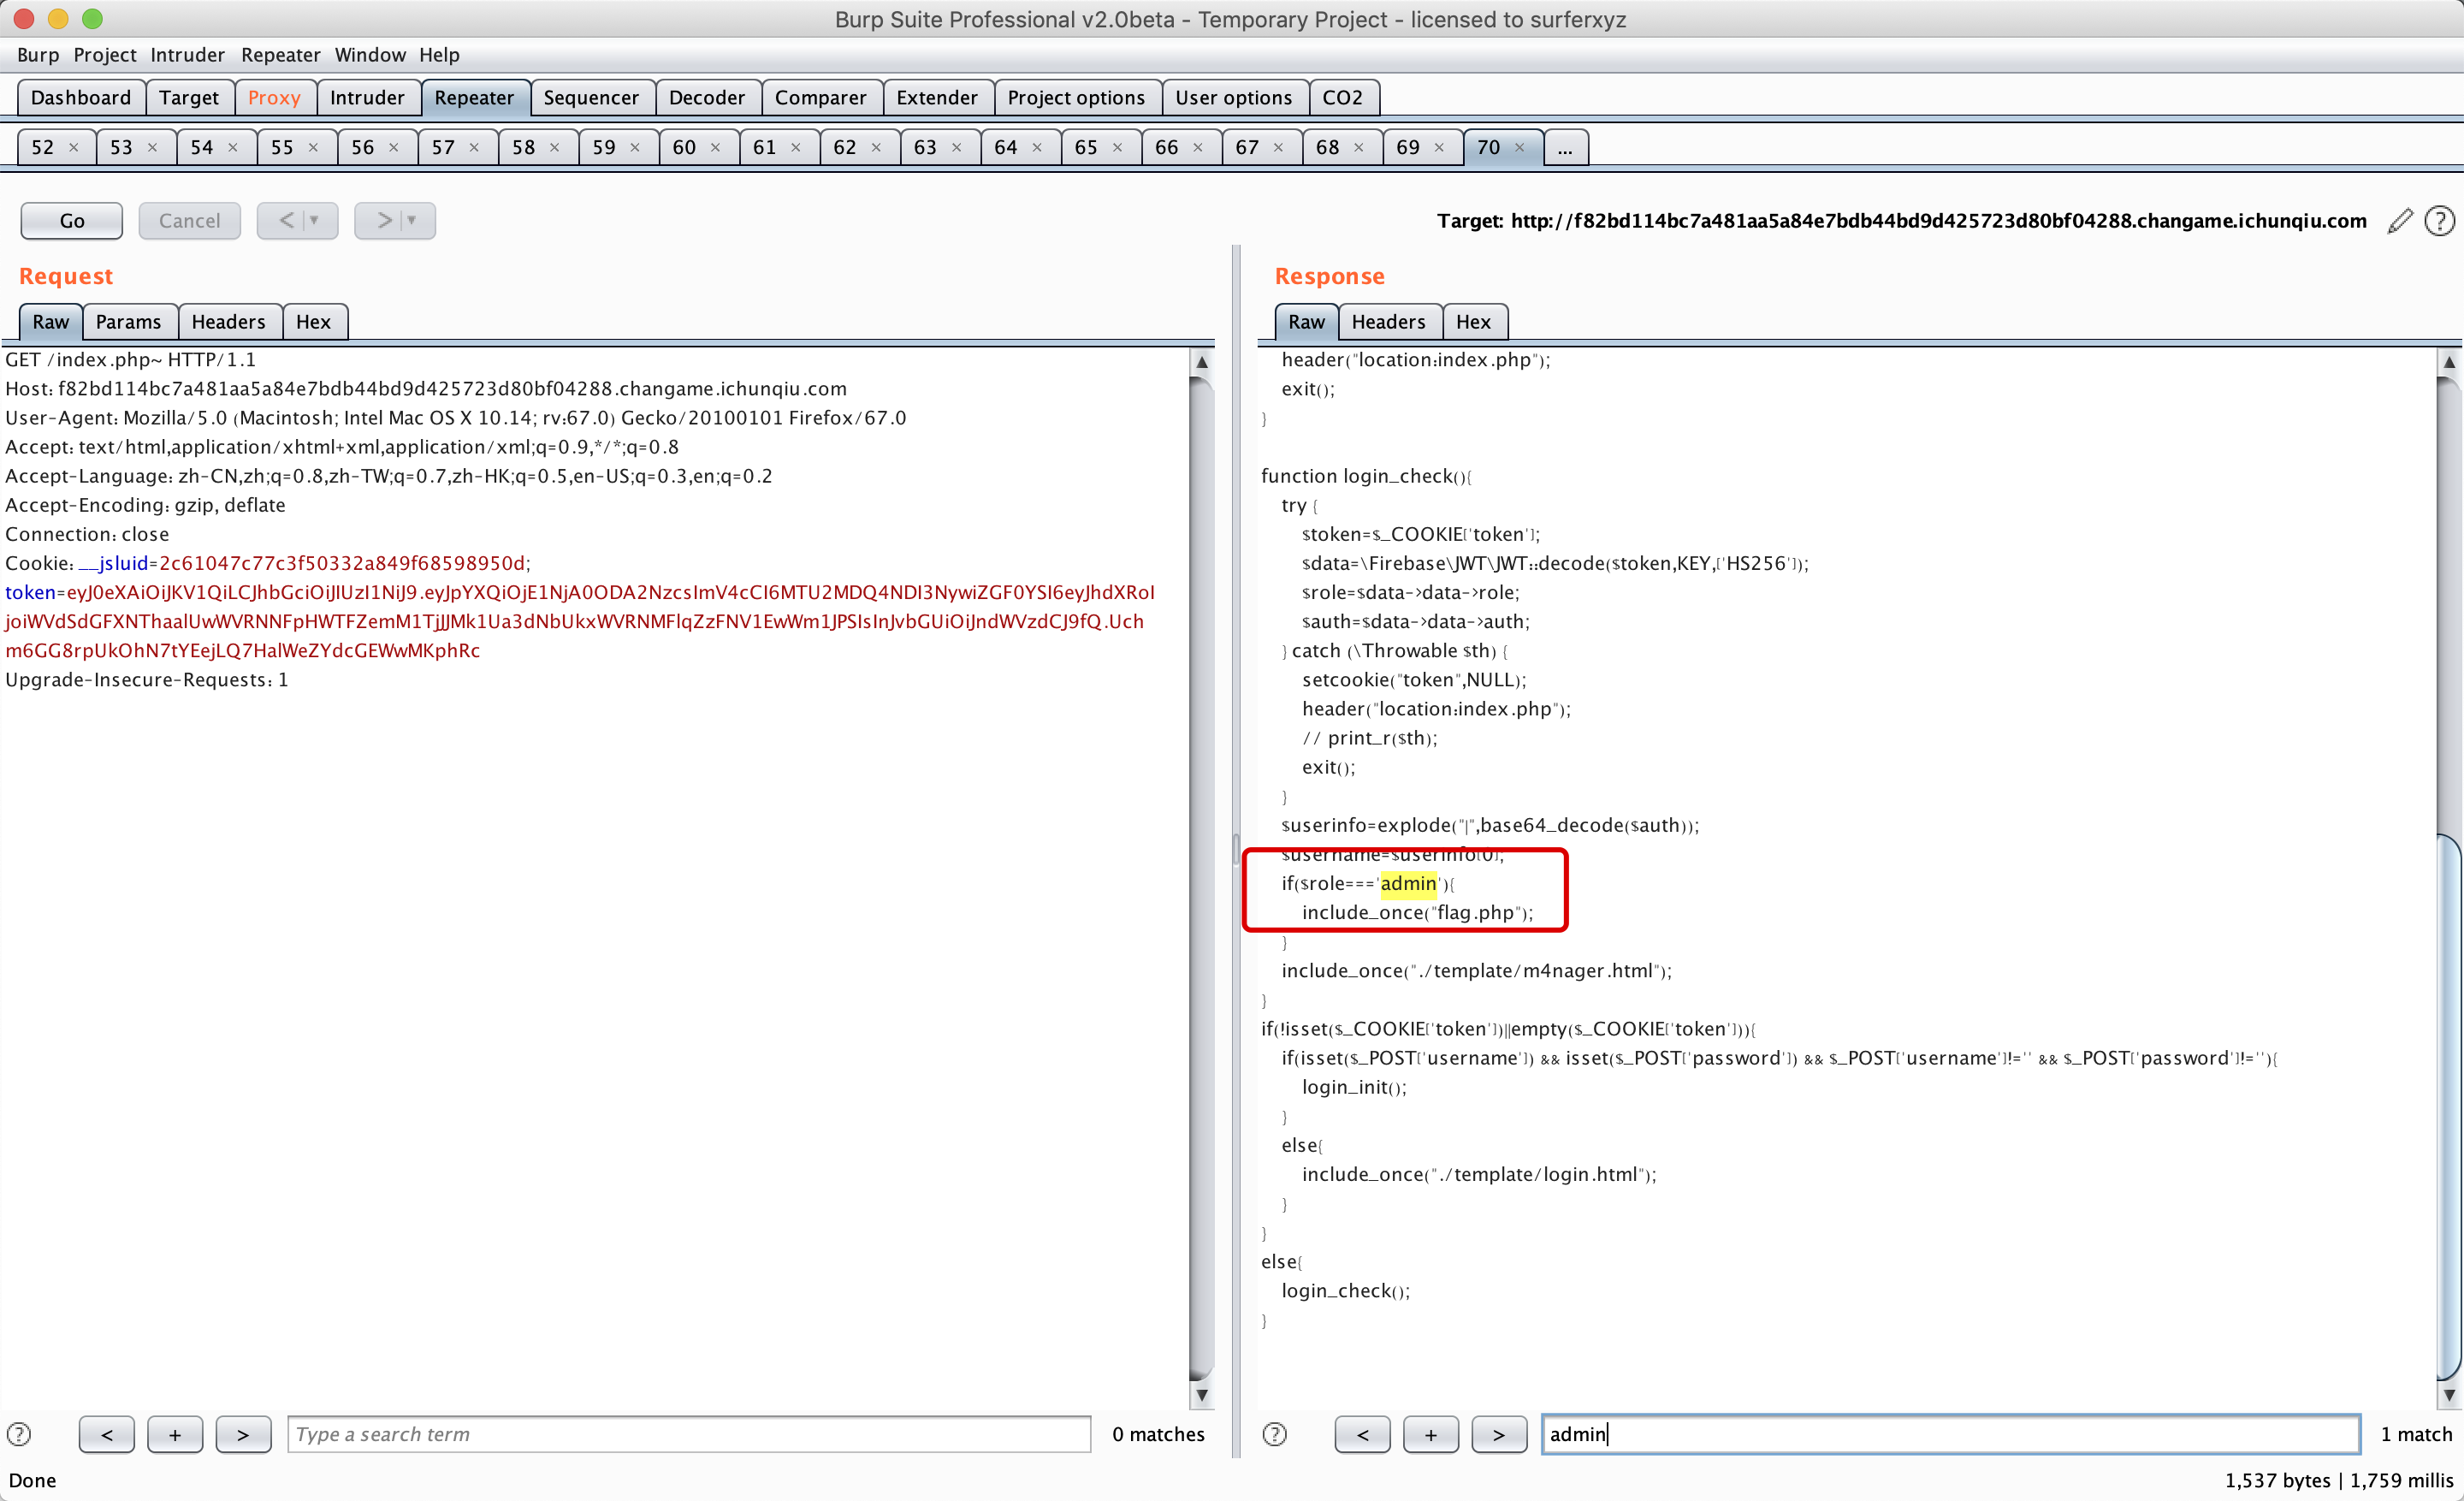 Burp Suite Professional v2.0beta - Temporary Project - licensed to surferxyz
Burp Project Intruder Repeater Window Help
Dashboard Target Proxy Intruder Repeater Sequencer Decoder Comparer Extender Project options User options CO2
52 × 53 × 54 × 55 × 56 × 57 × 58 × 59 × 60 × 61 × 62 × 63 × 64 × 65 × 66 × 67 × 68 × 69 × 70 × ...
Go Cancel < | ▼ > | ▼ Target: http://f82bd114bc7a481aa5a84e7bdb44bd9d425723d80bf04288.changame.ichunqiu.com ?
Request
Raw Params Headers Hex
GET /index.php~ HTTP/1.1
Host: f82bd114bc7a481aa5a84e7bdb44bd9d425723d80bf04288.changame.ichunqiu.com
User-Agent: Mozilla/5.0 (Macintosh; Intel Mac OS X 10.14; rv:67.0) Gecko/20100101 Firefox/67.0
Accept: text/html,application/xhtml+xml,application/xml;q=0.9,*/*;q=0.8
Accept-Language: zh-CN,zh;q=0.8,zh-TW;q=0.7,zh-HK;q=0.5,en-US;q=0.3,en;q=0.2
Accept-Encoding: gzip, deflate
Connection: close
Cookie: __jsluid=2c61047c77c3f50332a849f68598950d;
token=eyJ0eXAiOiJKV1QiLCJhbGciOiJIUzI1NiJ9.eyJpYXQiOjE1NjA0ODA2NzcsImV4cCI6MTU2MDQ4NDI3NywiZGF0YSI6eyJhdXRoI
joiWVdSdGFXNThaalUwWVRNNFpHWTFZemM1TjJJMk1Ua3dNbUkxWVRNMFlqZzFNV1EwWm1JPSIsInJvbGUiOiJndWVzdCJ9fQ.Uch
m6GG8rpUkOhN7tYEejLQ7HalWeZYdcGEWwMKphRc
Upgrade-Insecure-Requests: 1
? < + > Type a search term 0 matches
Response
Raw Headers Hex
header("location:index.php");
exit();
}
function login_check(){
try {
$token=$_COOKIE['token'];
$data=\Firebase\JWT\JWT::decode($token,KEY,['HS256']);
$role=$data->data->role;
$auth=$data->data->auth;
} catch (\Throwable $th) {
setcookie("token",NULL);
header("location:index.php");
// print_r($th);
exit();
}
$userinfo=explode("|",base64_decode($auth));
$username=$userinfo[0];
if($role==='admin'){
include_once("flag.php");
}
include_once("./template/m4nager.html");
}
if(!isset($_COOKIE['token'])||empty($_COOKIE['token'])){
if(isset($_POST['username']) && isset($_POST['password']) && $_POST['username']!='' && $_POST['password']!=''){
login_init();
}
else{
include_once("./template/login.html");
}
}
else{
login_check();
}
? < + > admin 1 match
Done 1,537 bytes | 1,759 millis